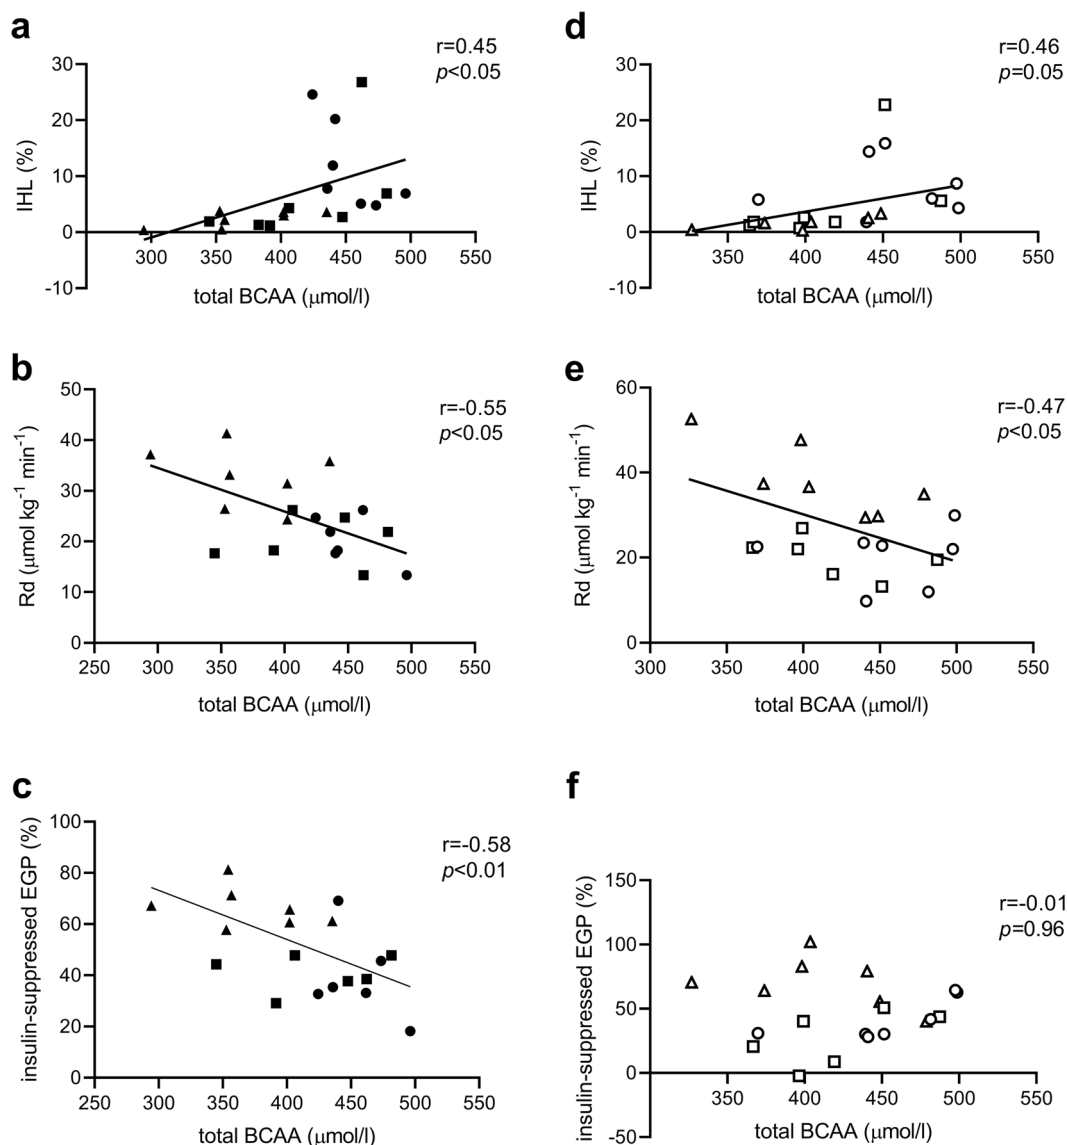 a
r=0.45
p<0.05
30
20
10
0
-10
IHL (%)
300 350 400 450 500 550
total BCAA (μmol/l)
d
r=0.46
p=0.05
30
20
10
0
-10
IHL (%)
350 400 450 500 550
total BCAA (μmol/l)
b
r=-0.55
p<0.05
50
40
30
20
10
0
Rd (μmol kg⁻¹ min⁻¹)
250 300 350 400 450 500 550
total BCAA (μmol/l)
e
r=-0.47
p<0.05
60
40
20
0
Rd (μmol kg⁻¹ min⁻¹)
300 350 400 450 500 550
total BCAA (μmol/l)
c
r=-0.58
p<0.01
100
80
60
40
20
0
insulin-suppressed EGP (%)
250 300 350 400 450 500 550
total BCAA (μmol/l)
f
r=-0.01
p=0.96
150
100
50
0
-50
insulin-suppressed EGP (%)
350 400 450 500 550
total BCAA (μmol/l)